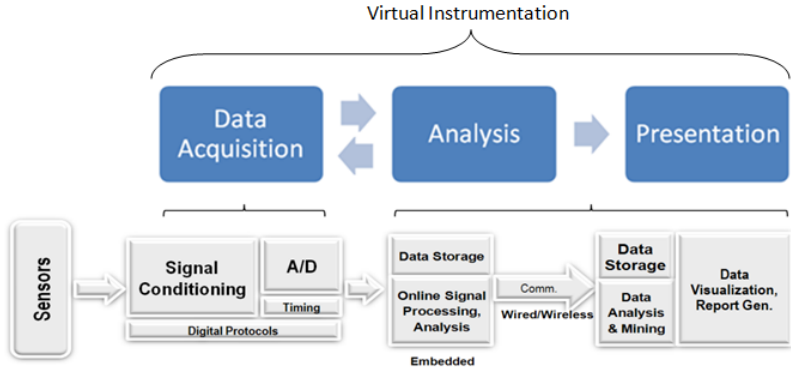 Virtual Instrumentation
Data
Acquisition
Analysis
Presentation
Sensors
Signal
Conditioning
A/D
Timing
Digital Protocols
Data Storage
Online Signal
Processing,
Analysis
Embedded
Comm.
Wired/Wireless
Data
Storage
Data
Analysis
& Mining
Data
Visualization,
Report Gen.